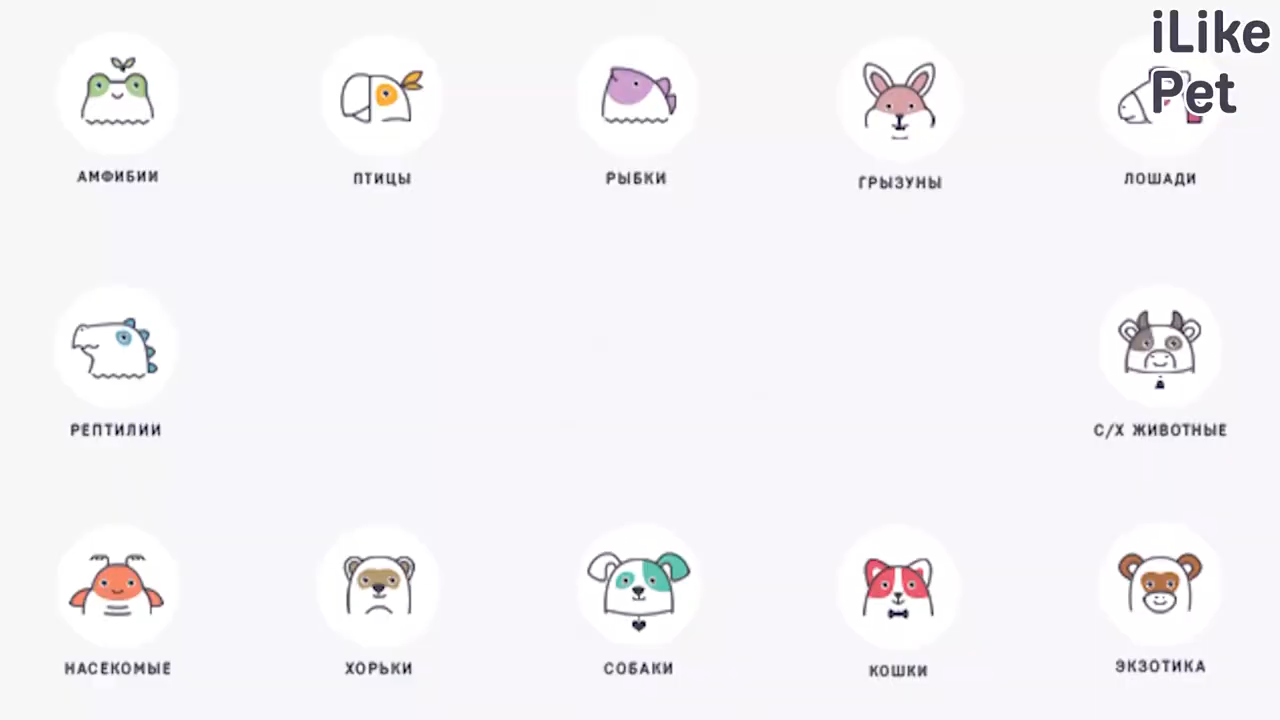 iLike
Pet
АМФИБИИ
ПТИЦЫ
РЫБКИ
ГРЫЗУНЫ
ЛОШАДИ
РЕПТИЛИИ
С/Х ЖИВОТНЫЕ
НАСЕКОМЫЕ
ХОРЬКИ
СОБАКИ
КОШКИ
ЭКЗОТИКА